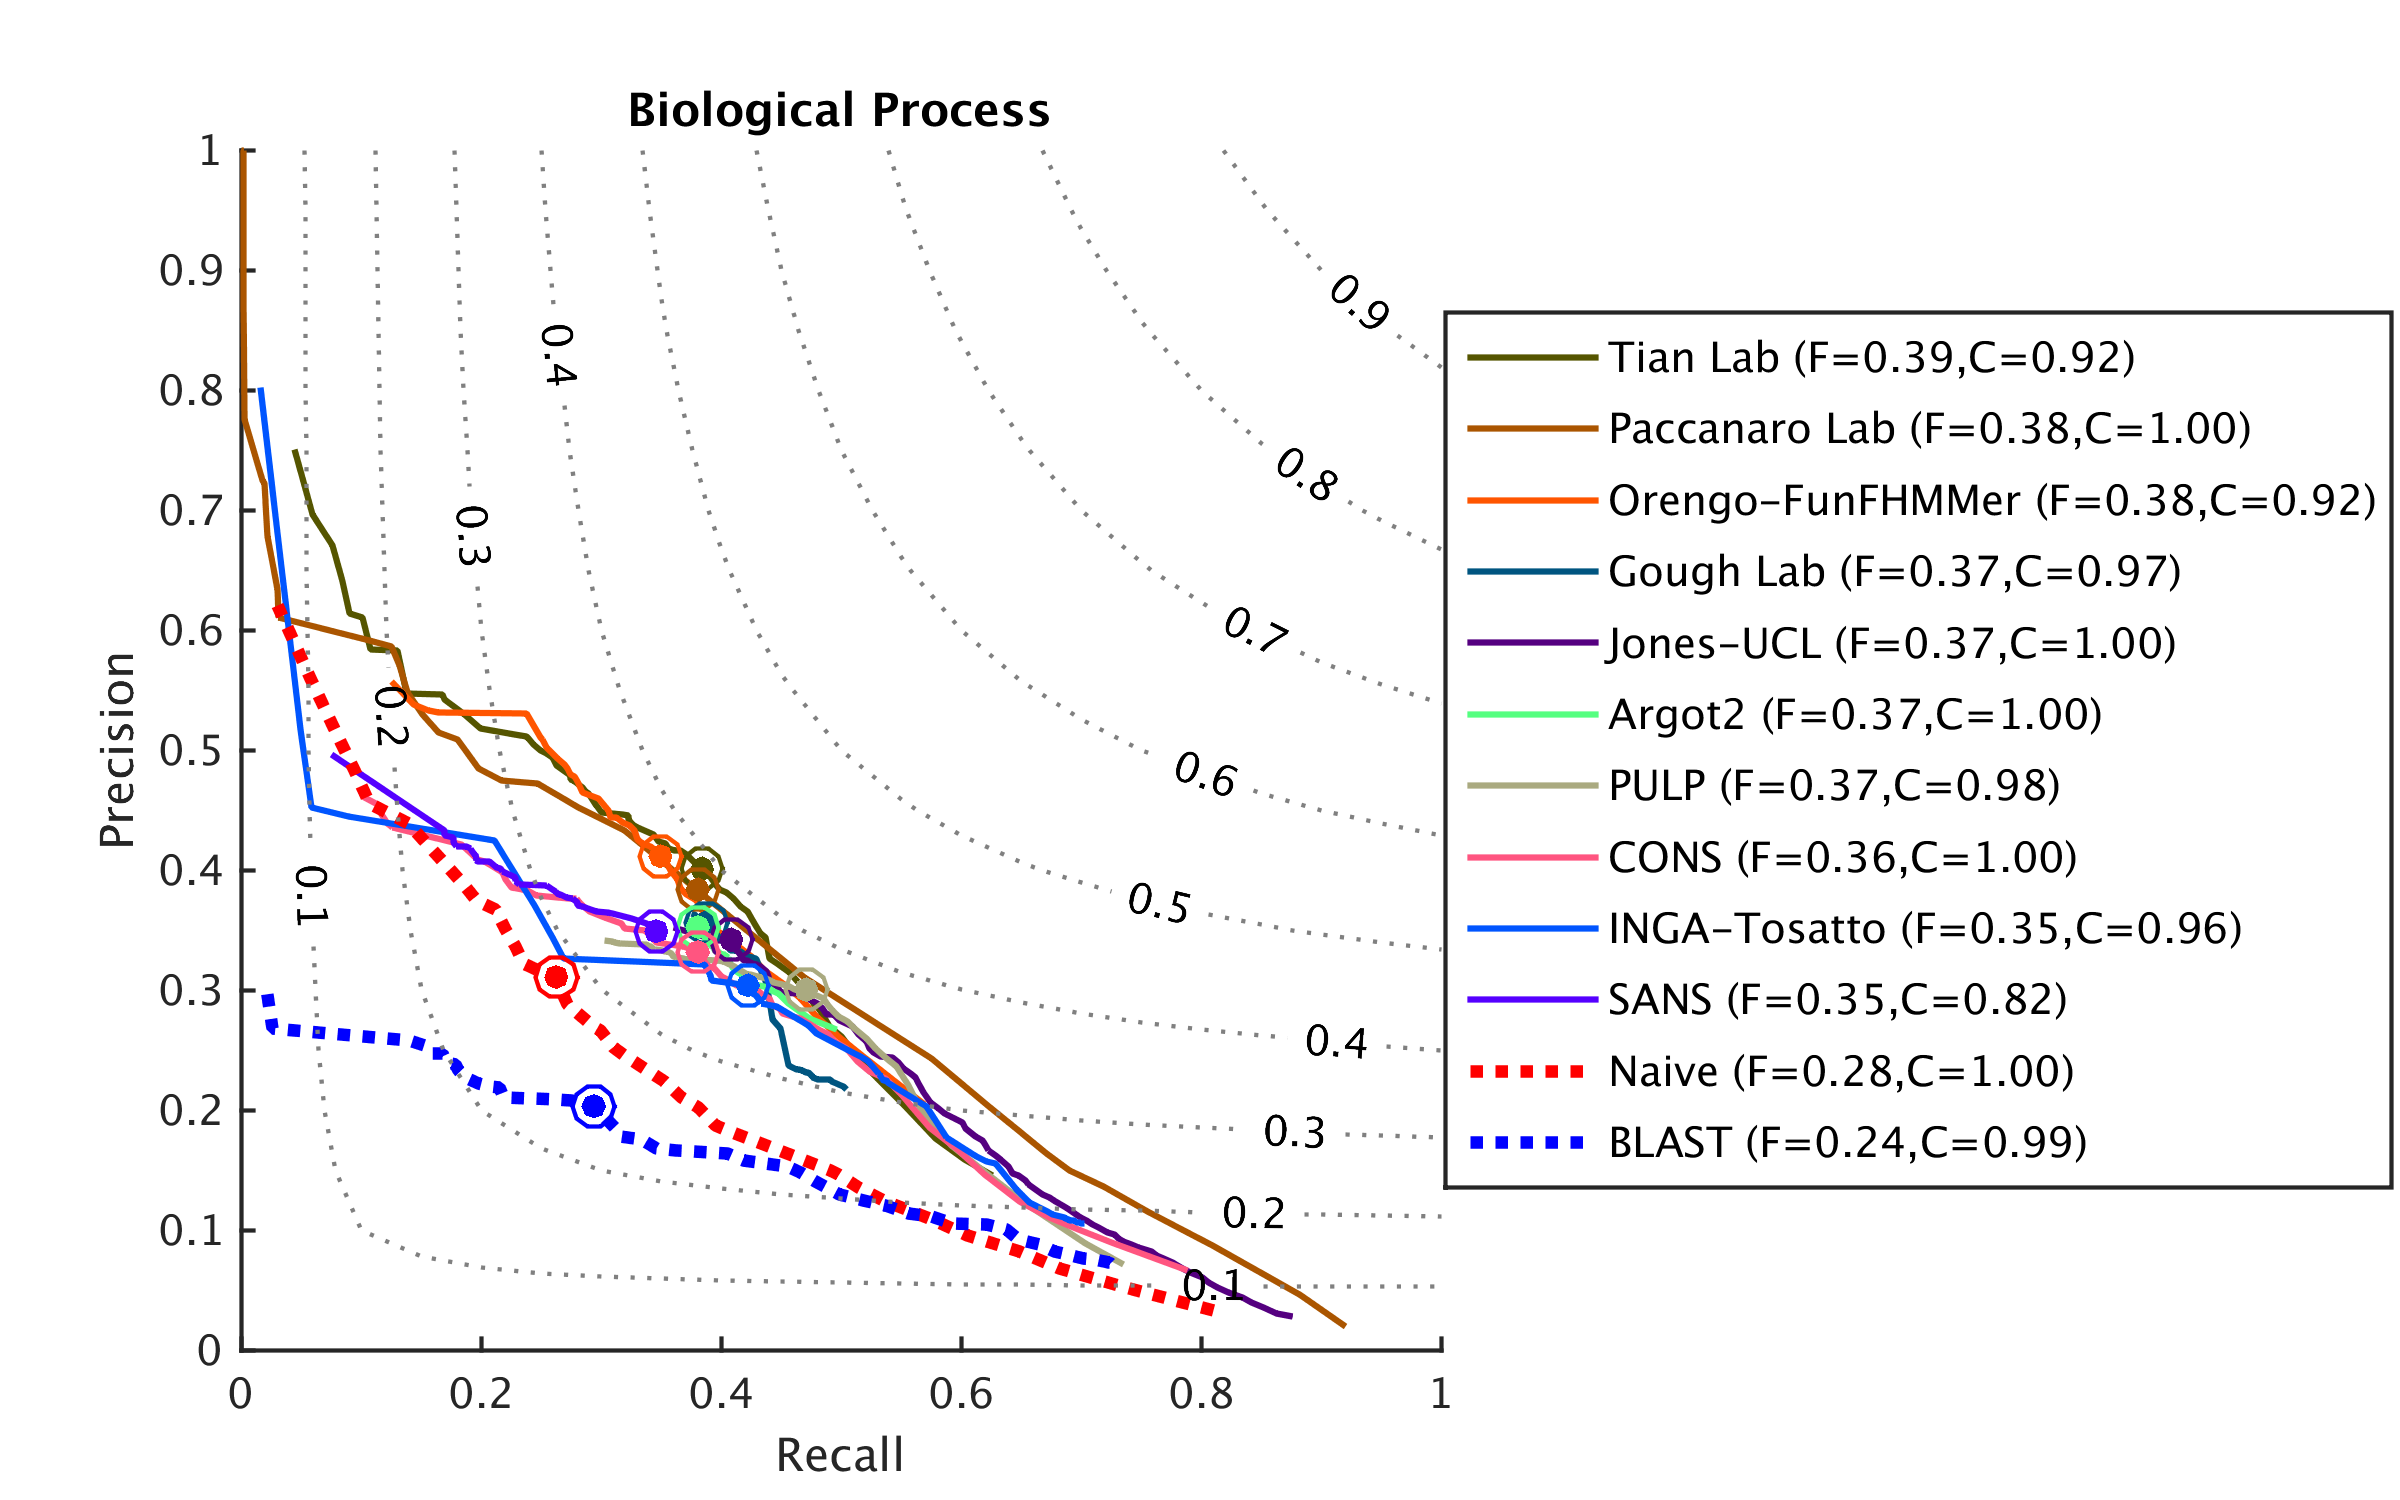 Biological Process
Precision
1
0.9
0.8
0.7
0.6
0.5
0.4
0.3
0.2
0.1
0
0
0.2
0.4
0.6
0.8
1
Recall
0.1
0.2
0.3
0.4
0.9
0.8
0.7
0.6
0.5
0.4
0.3
0.2
0.1
Tian Lab (F=0.39,C=0.92)
Paccanaro Lab (F=0.38,C=1.00)
Orengo−FunFHMMer (F=0.38,C=0.92)
Gough Lab (F=0.37,C=0.97)
Jones−UCL (F=0.37,C=1.00)
Argot2 (F=0.37,C=1.00)
PULP (F=0.37,C=0.98)
CONS (F=0.36,C=1.00)
INGA−Tosatto (F=0.35,C=0.96)
SANS (F=0.35,C=0.82)
Naive (F=0.28,C=1.00)
BLAST (F=0.24,C=0.99)